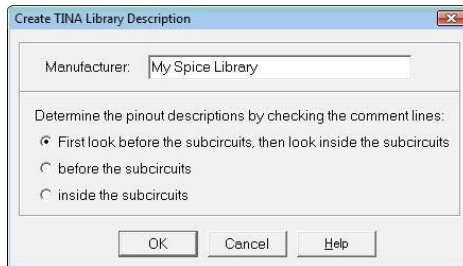 Create TINA Library Description
Manufacturer: My Spice Library
Determine the pinout descriptions by checking the comment lines:
First look before the subcircuits, then look inside the subcircuits
before the subcircuits
inside the subcircuits
OK Cancel Help